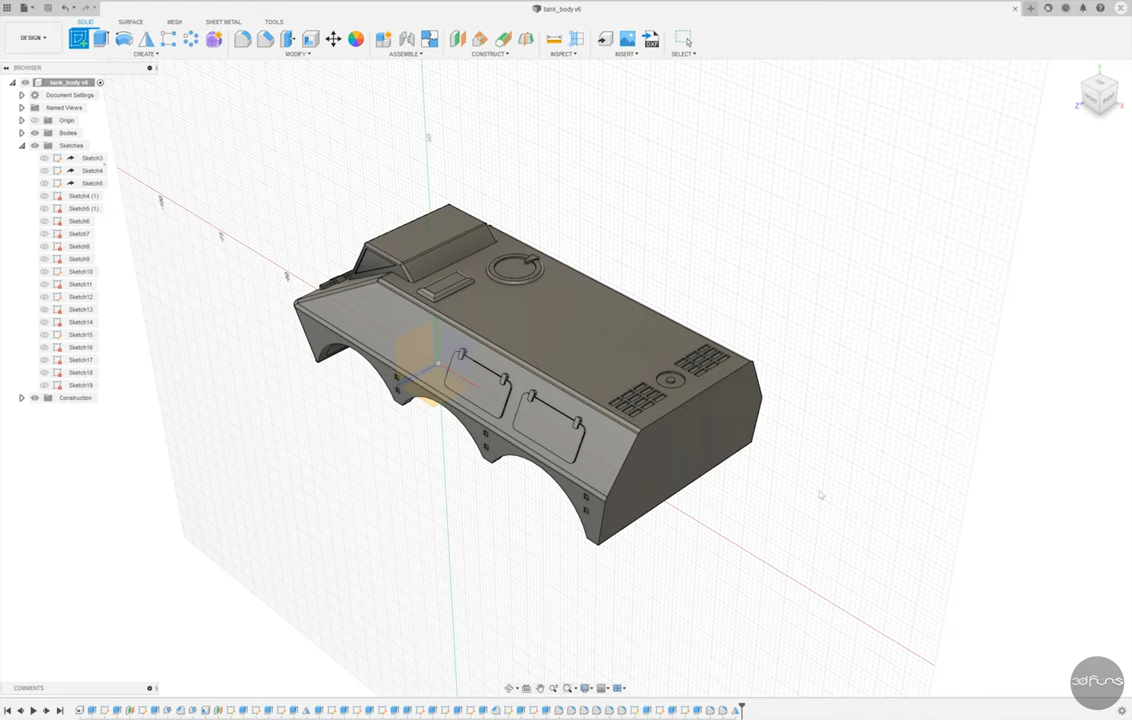 tank_body v6
SOLID SURFACE MESH SHEET METAL TOOLS
DESIGN
CREATE MODIFY ASSEMBLE CONSTRUCT INSPECT INSERT SELECT
DXF
BROWSER
tank_body v6
Document Settings
Named Views
Origin
Bodies
Sketches
Sketch3
Sketch4
Sketch5
Sketch4 (1)
Sketch5 (1)
Sketch6
Sketch7
Sketch8
Sketch9
Sketch10
Sketch11
Sketch12
Sketch13
Sketch14
Sketch15
Sketch16
Sketch17
Sketch18
Sketch19
Construction
Z
X
3dfuns
COMMENTS